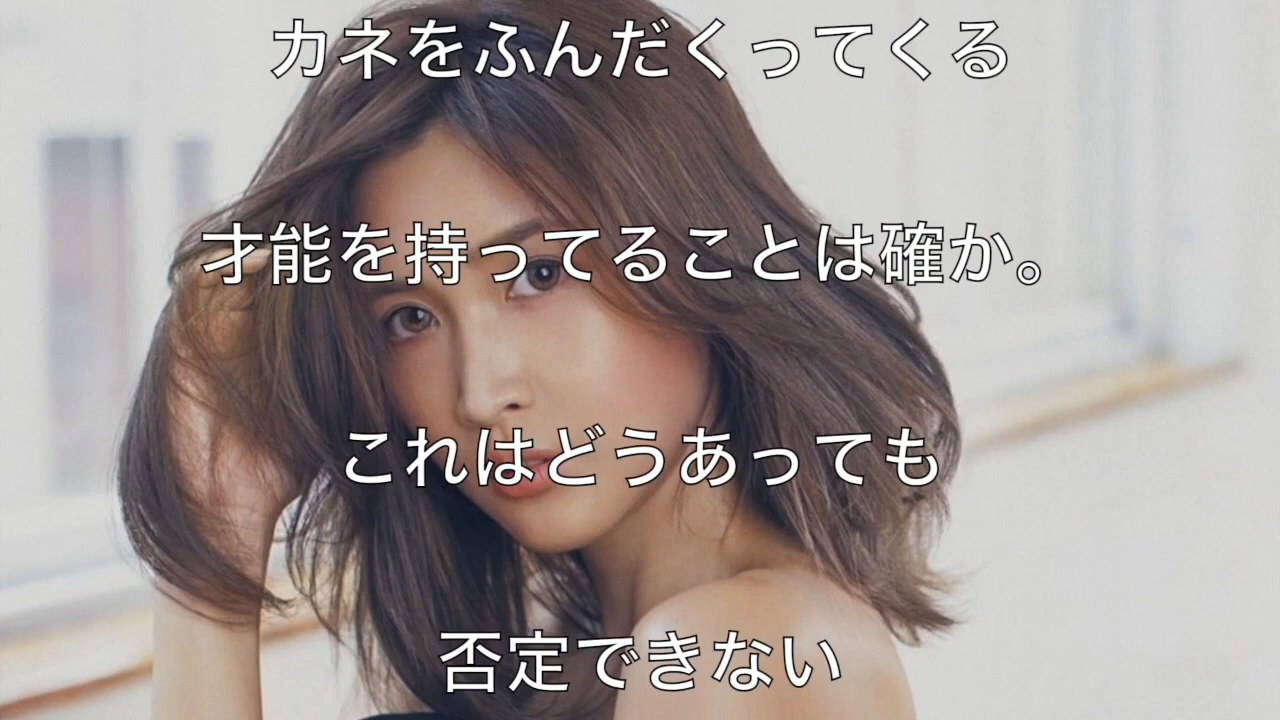 カネをふんだくってくる
才能を持ってることは確か。
これはどうあっても
否定できない